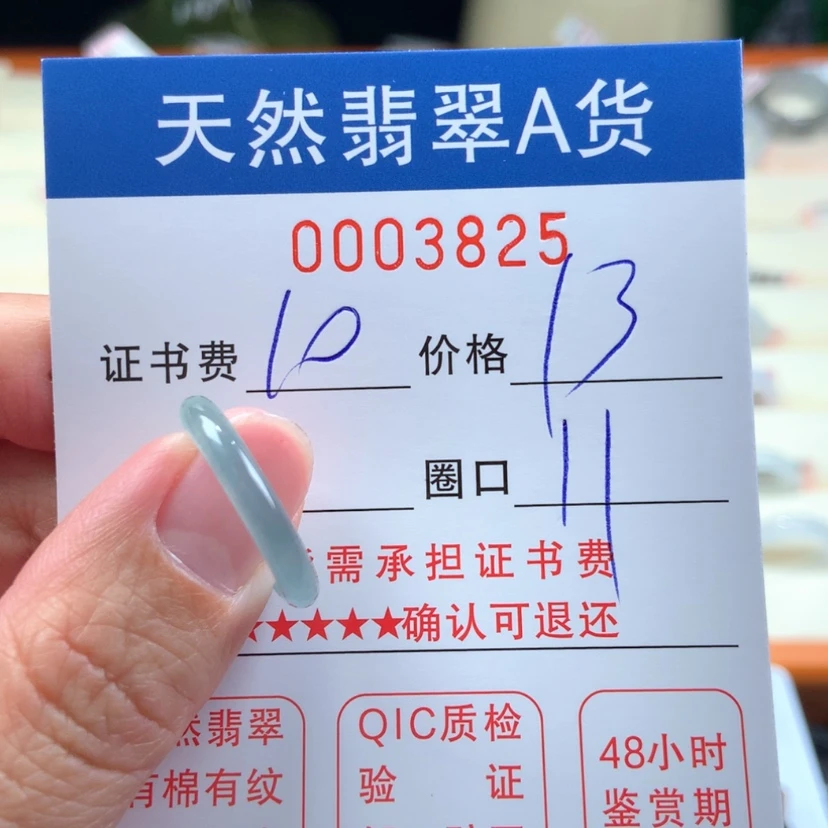 天然翡翠A货
0003825
证书费 10 价格 13
圈口 11
需承担证书费
★★★★★确认可退还
然翡翠
有棉有纹
QIC质检
验 证
48小时
鉴赏期